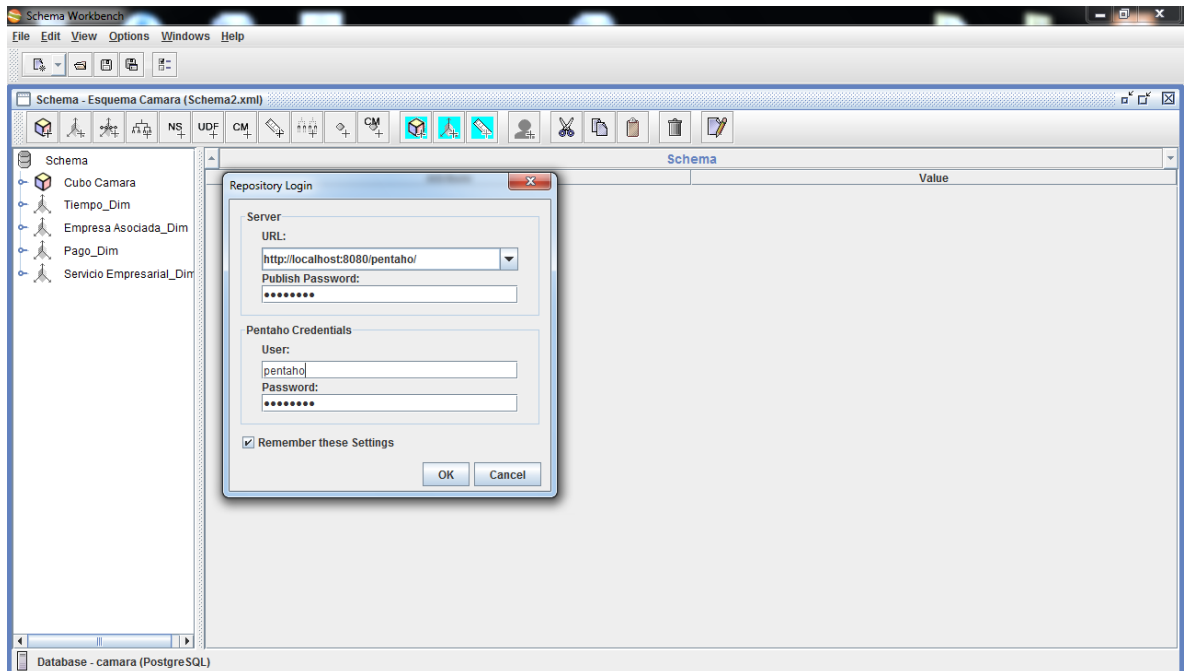 Schema Workbench
File Edit View Options Windows Help
Schema - Esquema Camara (Schema2.xml)
NS UDF CM CM
Schema
Schema
Value
Cubo Camara
Tiempo_Dim
Empresa Asociada_Dim
Pago_Dim
Servicio Empresarial_Dim
Repository Login
Server
URL:
http://localhost:8080/pentaho/
Publish Password:
••••••••
Pentaho Credentials
User:
pentaho
Password:
••••••••
Remember these Settings
OK Cancel
Database - camara (PostgreSQL)